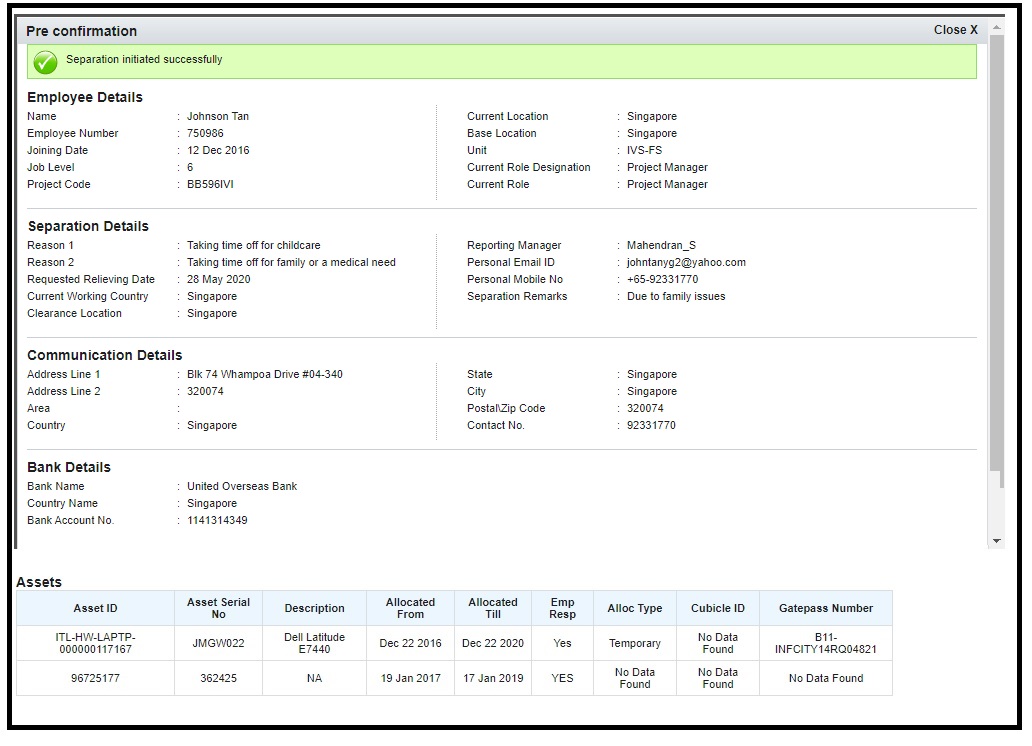 Pre confirmation
Close X
Separation initiated successfully
Employee Details
Name : Johnson Tan
Employee Number : 750986
Joining Date : 12 Dec 2016
Job Level : 6
Project Code : BB596IVI
Current Location : Singapore
Base Location : Singapore
Unit : IVS-FS
Current Role Designation : Project Manager
Current Role : Project Manager
Separation Details
Reason 1 : Taking time off for childcare
Reason 2 : Taking time off for family or a medical need
Requested Relieving Date : 28 May 2020
Current Working Country : Singapore
Clearance Location : Singapore
Reporting Manager : Mahendran_S
Personal Email ID : johntanyg2@yahoo.com
Personal Mobile No : +65-92331770
Separation Remarks : Due to family issues
Communication Details
Address Line 1 : Blk 74 Whampoa Drive #04-340
Address Line 2 : 320074
Area :
Country : Singapore
State : Singapore
City : Singapore
Postal\Zip Code : 320074
Contact No. : 92331770
Bank Details
Bank Name : United Overseas Bank
Country Name : Singapore
Bank Account No. : 1141314349
Assets
Asset ID
Asset Serial
No
Description
Allocated
From
Allocated
Till
Emp
Resp
Alloc Type
Cubicle ID
Gatepass Number
ITL-HW-LAPTP-
000000117167
JMGW022
Dell Latitude
E7440
Dec 22 2016
Dec 22 2020
Yes
Temporary
No Data
Found
B11-
INFCITY14RQ04821
96725177
362425
NA
19 Jan 2017
17 Jan 2019
YES
No Data
Found
No Data
Found
No Data Found